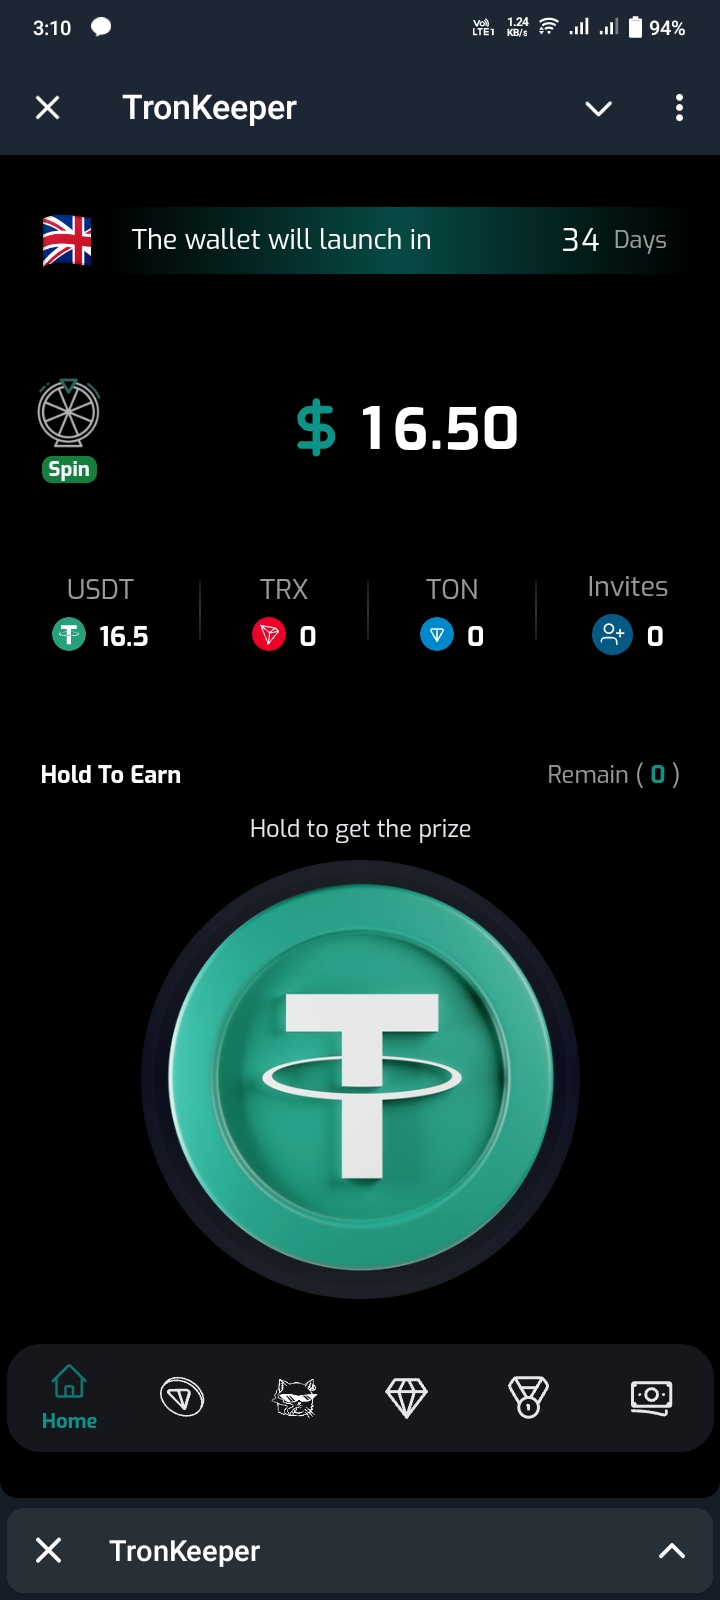 3:10
Vo)) LTE1
1.24 KB/s
94%
TronKeeper
The wallet will launch in 34 Days
Spin
$ 16.50
USDT TRX TON Invites
16.5 0 0 0
Hold To Earn Remain ( 0 )
Hold to get the prize
Home
TronKeeper